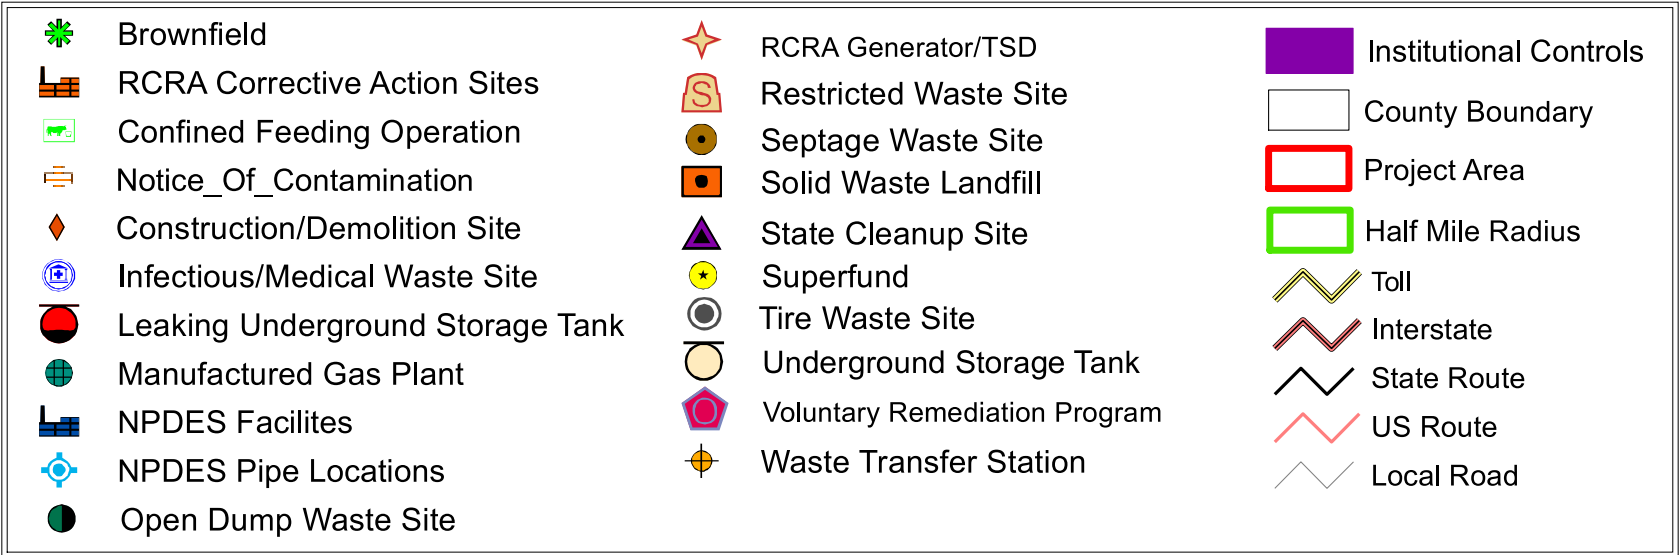 Brownfield
RCRA Corrective Action Sites
Confined Feeding Operation
Notice_Of_Contamination
Construction/Demolition Site
Infectious/Medical Waste Site
Leaking Underground Storage Tank
Manufactured Gas Plant
NPDES Facilites
NPDES Pipe Locations
Open Dump Waste Site
RCRA Generator/TSD
S
Restricted Waste Site
Septage Waste Site
Solid Waste Landfill
State Cleanup Site
Superfund
Tire Waste Site
Underground Storage Tank
Voluntary Remediation Program
Waste Transfer Station
Institutional Controls
County Boundary
Project Area
Half Mile Radius
Toll
Interstate
State Route
US Route
Local Road